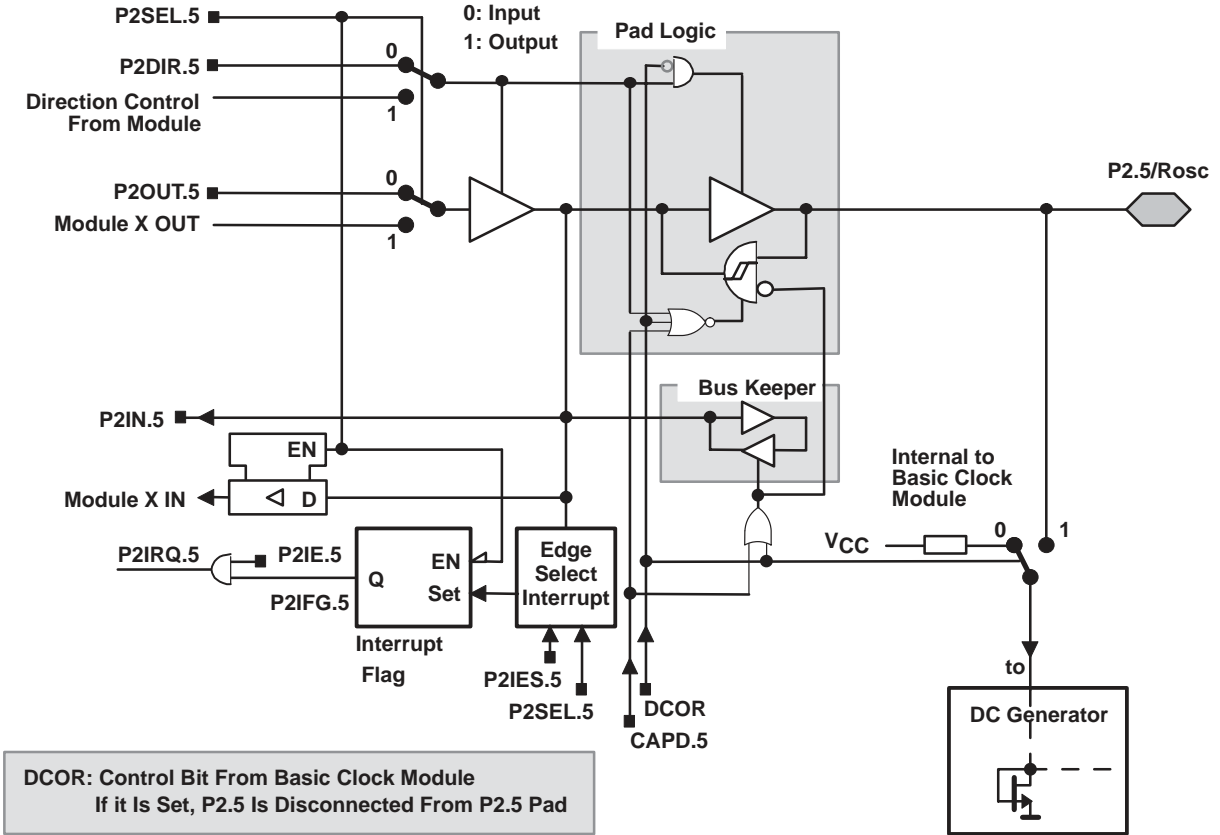 P2SEL.5
0: Input
1: Output
Pad Logic
P2DIR.5
0
Direction Control
From Module
1
P2OUT.5
0
Module X OUT
1
P2.5/Rosc
Bus Keeper
P2IN.5
EN
Module X IN
D
Internal to
Basic Clock
Module
VCC
0
1
P2IRQ.5
P2IE.5
P2IFG.5
Q
EN
Set
Edge
Select
Interrupt
Interrupt
Flag
P2IES.5
P2SEL.5
DCOR
CAPD.5
to
DC Generator
DCOR: Control Bit From Basic Clock Module
If it Is Set, P2.5 Is Disconnected From P2.5 Pad